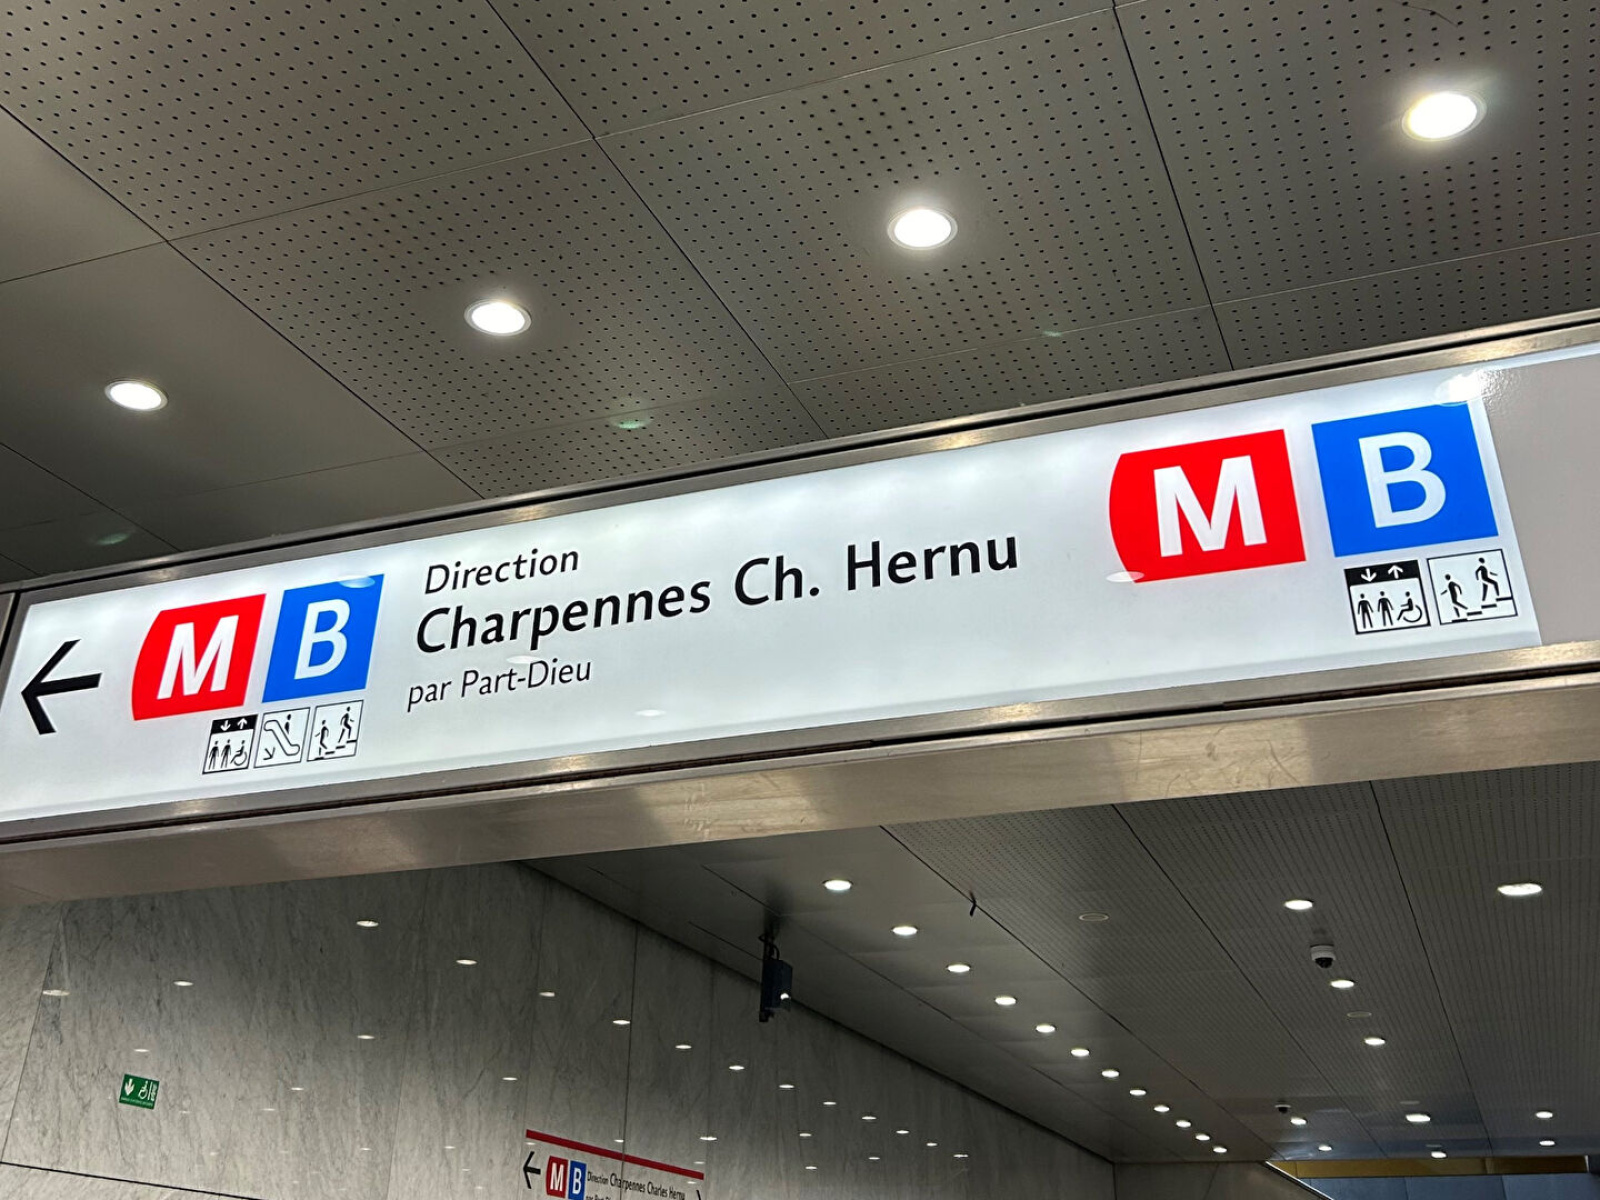 M B
Direction
Charpennes Ch. Hernu
par Part-Dieu
M B
M B
Direction Charpennes Charles Hernu